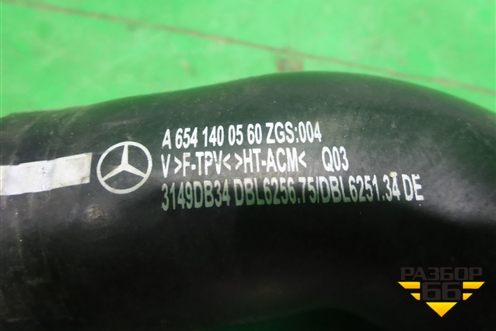 A 654 140 05 60 ZGS:004
V>F-TPV<>HT-ACM< Q03
3149DB34 DBL6256.75/DBL6251.34 DE
РАЗБОР
66